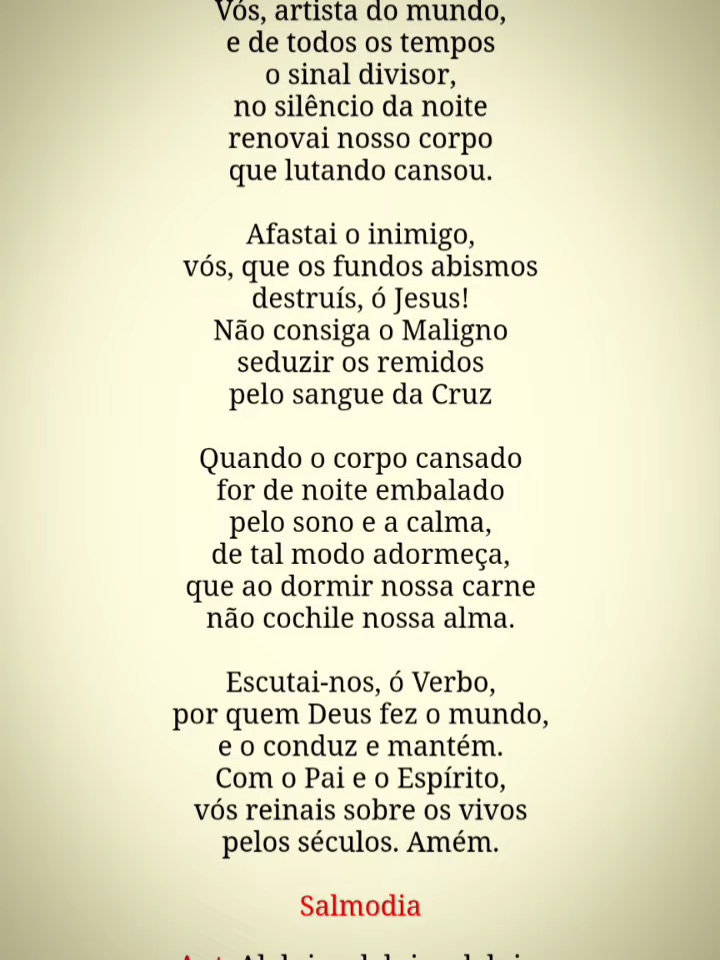 Vós, artista do mundo,
e de todos os tempos
o sinal divisor,
no silêncio da noite
renovai nosso corpo
que lutando cansou.
Afastai o inimigo,
vós, que os fundos abismos
destruís, ó Jesus!
Não consiga o Maligno
seduzir os remidos
pelo sangue da Cruz
Quando o corpo cansado
for de noite embalado
pelo sono e a calma,
de tal modo adormeça,
que ao dormir nossa carne
não cochile nossa alma.
Escutai-nos, ó Verbo,
por quem Deus fez o mundo,
e o conduz e mantém.
Com o Pai e o Espírito,
vós reinais sobre os vivos
pelos séculos. Amém.
Salmodia